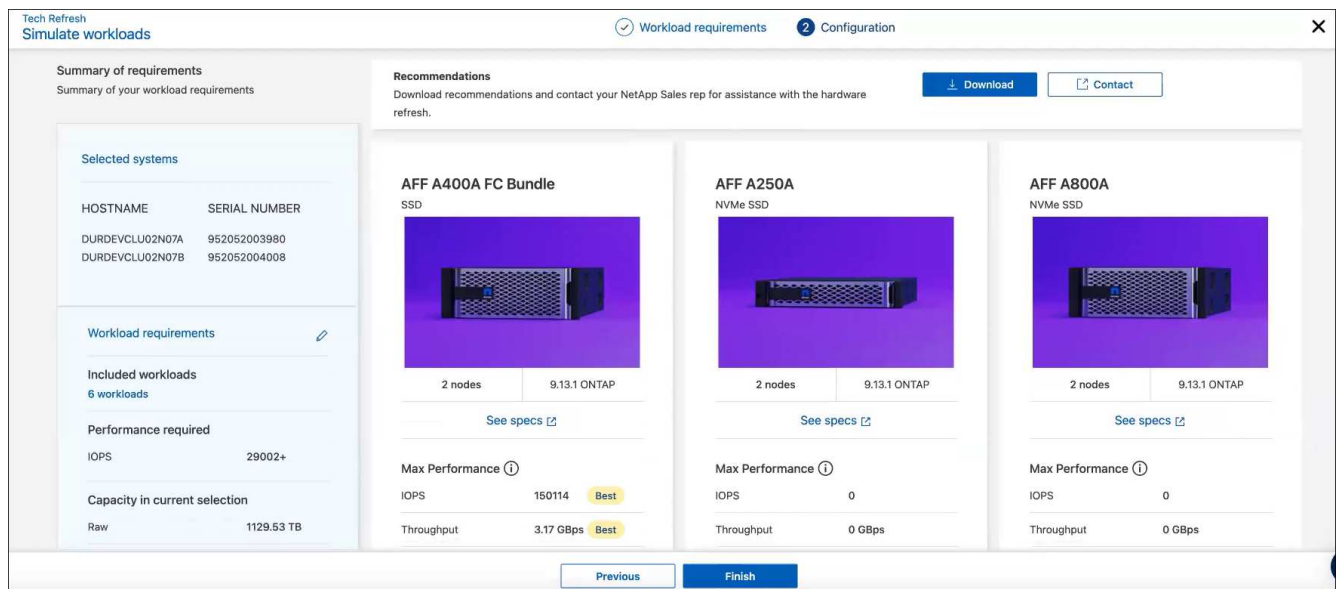 Tech Refresh
Simulate workloads
Workload requirements
2 Configuration
Summary of requirements
Summary of your workload requirements
Recommendations
Download recommendations and contact your NetApp Sales rep for assistance with the hardware
refresh.
Download
Contact
Selected systems
HOSTNAME SERIAL NUMBER
DURDEVCLU02N07A 952052003980
DURDEVCLU02N07B 952052004008
Workload requirements
Included workloads
6 workloads
Performance required
IOPS 29002+
Capacity in current selection
Raw 1129.53 TB
AFF A400A FC Bundle
SSD
2 nodes 9.13.1 ONTAP
See specs
Max Performance
IOPS 150114 Best
Throughput 3.17 GBps Best
AFF A250A
NVMe SSD
2 nodes 9.13.1 ONTAP
See specs
Max Performance
IOPS 0
Throughput 0 GBps
AFF A800A
NVMe SSD
2 nodes 9.13.1 ONTAP
See specs
Max Performance
IOPS 0
Throughput 0 GBps
Previous
Finish